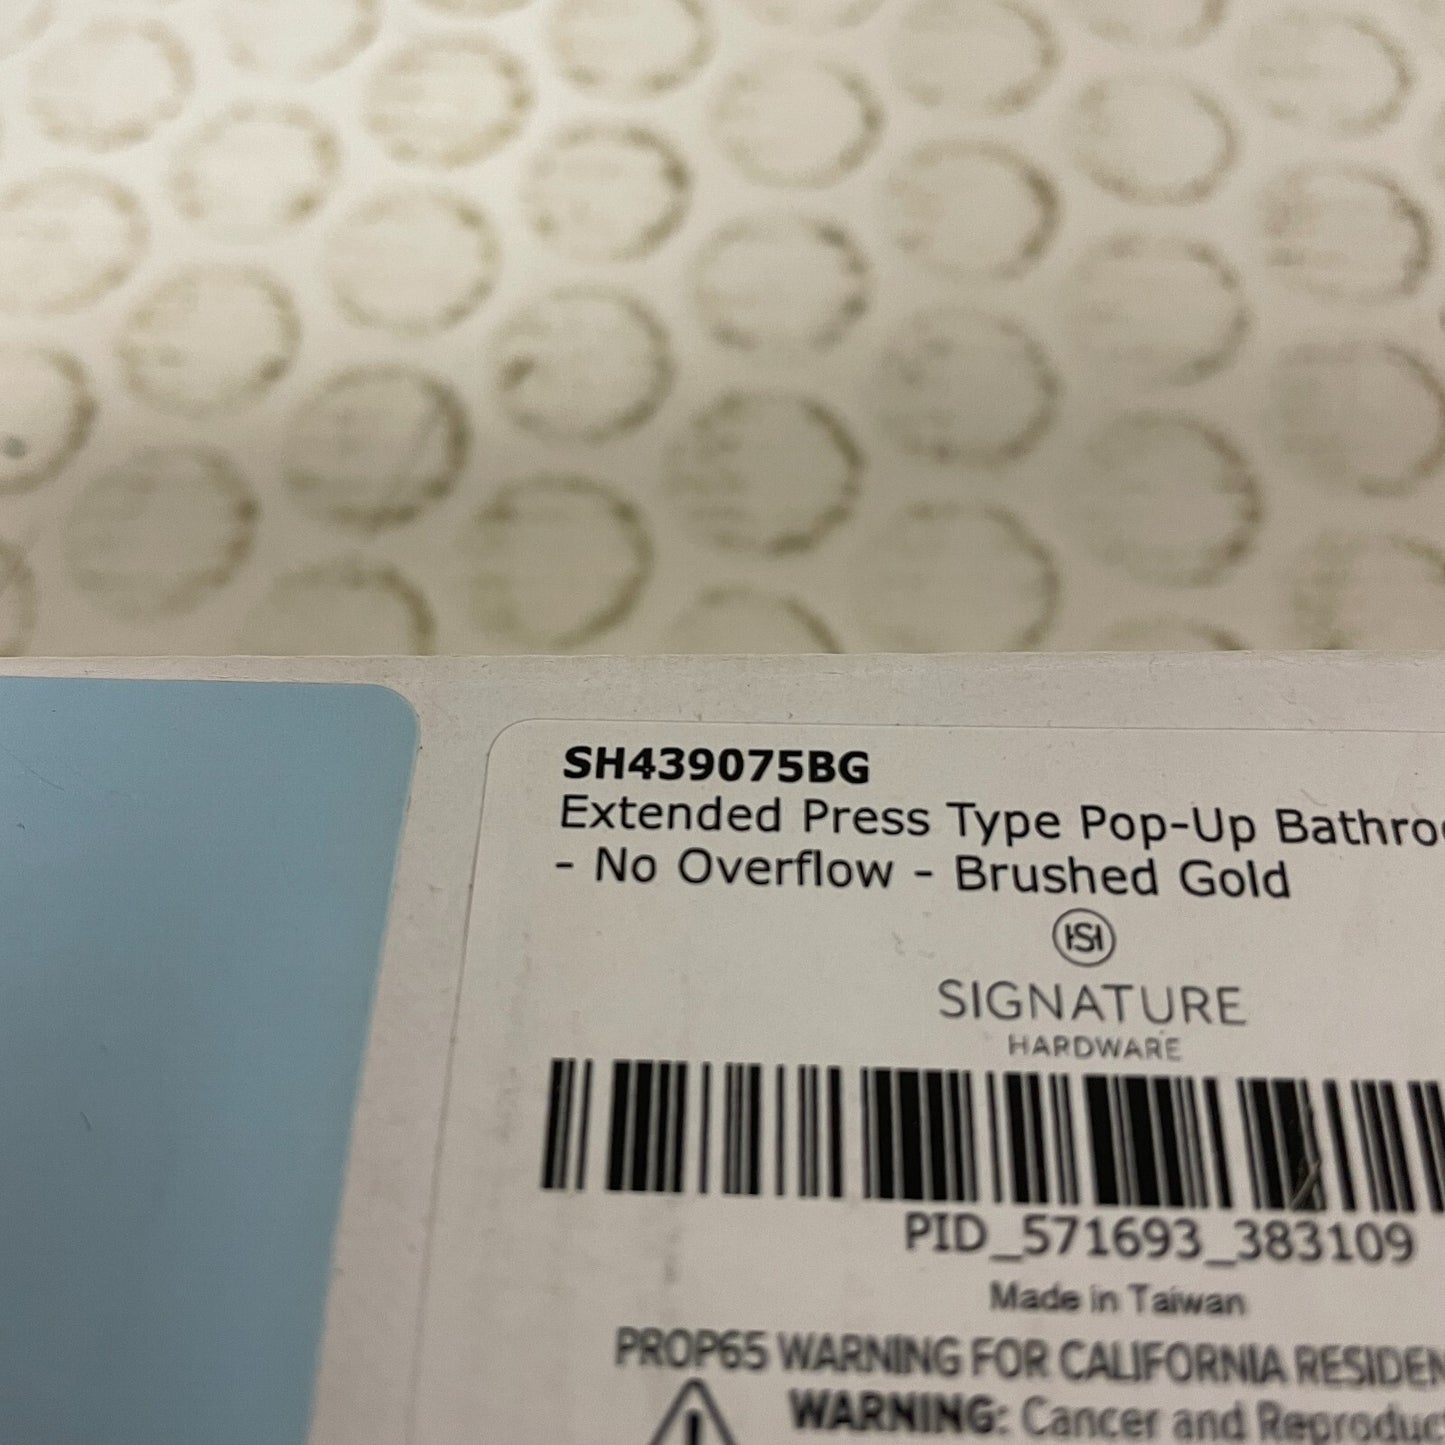 SH439075BG
Extended Press Type Pop-Up Bathroo
- No Overflow - Brushed Gold
SIGNATURE
HARDWARE
PID_571693_383109
Made in Taiwan
PROP65 WARNING FOR CALIFORNIA RESIDEN
WARNING: Cancer and Reproduc